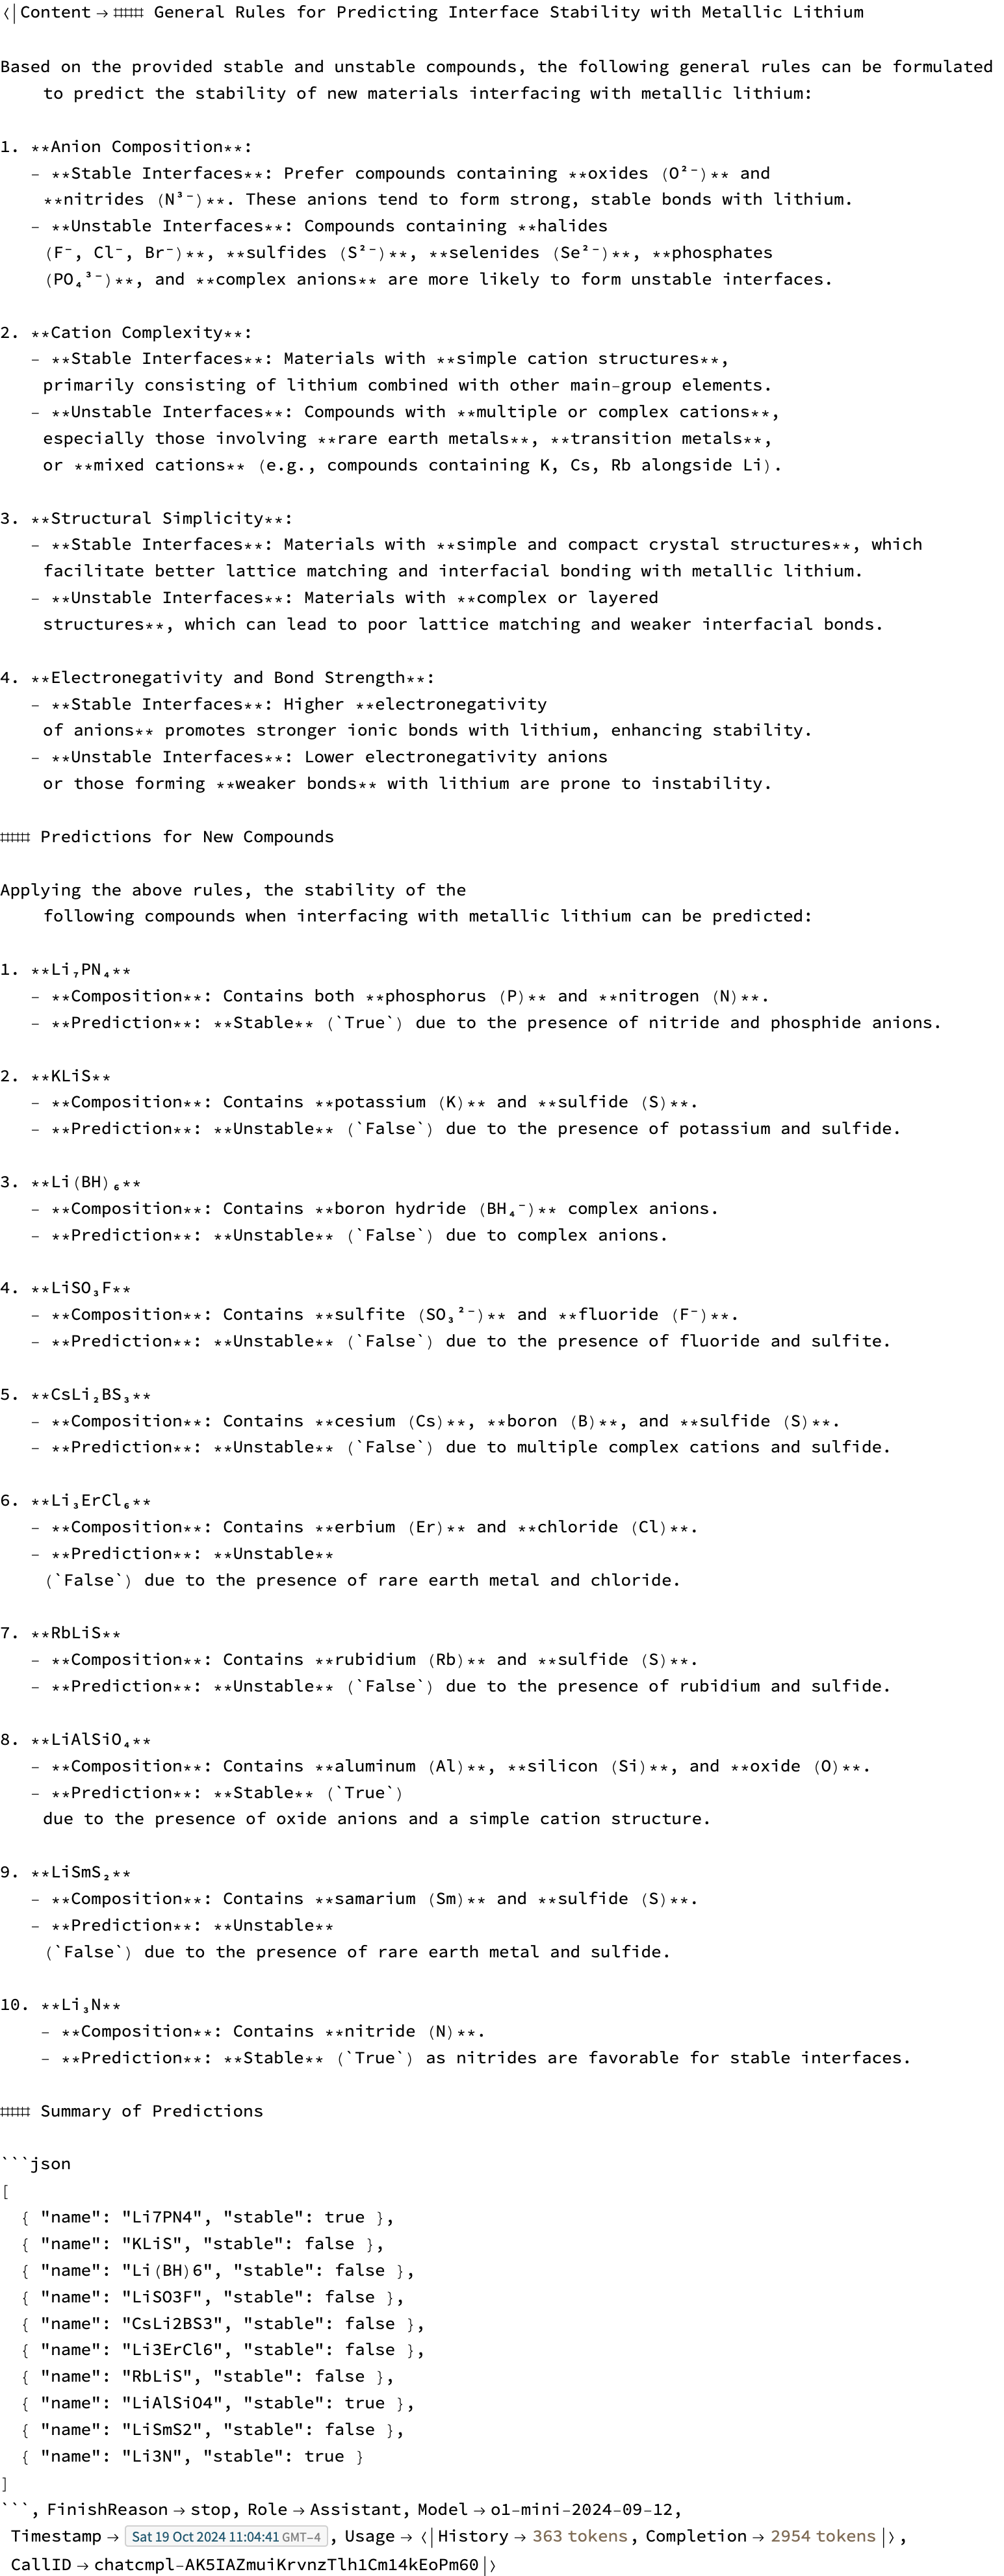 <|Content→##### General Rules for Predicting Interface Stability with Metallic Lithium
Based on the provided stable and unstable compounds, the following general rules can be formulated
to predict the stability of new materials interfacing with metallic lithium:
1. **Anion Composition**:
– **Stable Interfaces**: Prefer compounds containing **oxides (O²⁻)** and
**nitrides (N³⁻)**. These anions tend to form strong, stable bonds with lithium.
– **Unstable Interfaces**: Compounds containing **halides
(F⁻, Cl⁻, Br⁻)**, **sulfides (S²⁻)**, **selenides (Se²⁻)**, **phosphates
(PO₄³⁻)**, and **complex anions** are more likely to form unstable interfaces.
2. **Cation Complexity**:
– **Stable Interfaces**: Materials with **simple cation structures**,
primarily consisting of lithium combined with other main–group elements.
– **Unstable Interfaces**: Compounds with **multiple or complex cations**,
especially those involving **rare earth metals**, **transition metals**,
or **mixed cations** (e.g., compounds containing K, Cs, Rb alongside Li).
3. **Structural Simplicity**:
– **Stable Interfaces**: Materials with **simple and compact crystal structures**, which
facilitate better lattice matching and interfacial bonding with metallic lithium.
– **Unstable Interfaces**: Materials with **complex or layered
structures**, which can lead to poor lattice matching and weaker interfacial bonds.
4. **Electronegativity and Bond Strength**:
– **Stable Interfaces**: Higher **electronegativity
of anions** promotes stronger ionic bonds with lithium, enhancing stability.
– **Unstable Interfaces**: Lower electronegativity anions
or those forming **weaker bonds** with lithium are prone to instability.
##### Predictions for New Compounds
Applying the above rules, the stability of the
following compounds when interfacing with metallic lithium can be predicted:
1. **Li₇PN₄**
– **Composition**: Contains both **phosphorus (P)** and **nitrogen (N)**.
– **Prediction**: **Stable** (`True`) due to the presence of nitride and phosphide anions.
2. **KLiS**
– **Composition**: Contains **potassium (K)** and **sulfide (S)**.
– **Prediction**: **Unstable** (`False`) due to the presence of potassium and sulfide.
3. **Li(BH)₆**
– **Composition**: Contains **boron hydride (BH₄⁻)** complex anions.
– **Prediction**: **Unstable** (`False`) due to complex anions.
4. **LiSO₃F**
– **Composition**: Contains **sulfite (SO₃²⁻)** and **fluoride (F⁻)**.
– **Prediction**: **Unstable** (`False`) due to the presence of fluoride and sulfite.
5. **CsLi₂BS₃**
– **Composition**: Contains **cesium (Cs)**, **boron (B)**, and **sulfide (S)**.
– **Prediction**: **Unstable** (`False`) due to multiple complex cations and sulfide.
6. **Li₃ErCl₆**
– **Composition**: Contains **erbium (Er)** and **chloride (Cl)**.
– **Prediction**: **Unstable**
(`False`) due to the presence of rare earth metal and chloride.
7. **RbLiS**
– **Composition**: Contains **rubidium (Rb)** and **sulfide (S)**.
– **Prediction**: **Unstable** (`False`) due to the presence of rubidium and sulfide.
8. **LiAlSiO₄**
– **Composition**: Contains **aluminum (Al)**, **silicon (Si)**, and **oxide (O)**.
– **Prediction**: **Stable** (`True`)
due to the presence of oxide anions and a simple cation structure.
9. **LiSmS₂**
– **Composition**: Contains **samarium (Sm)** and **sulfide (S)**.
– **Prediction**: **Unstable**
(`False`) due to the presence of rare earth metal and sulfide.
10. **Li₃N**
– **Composition**: Contains **nitride (N)**.
– **Prediction**: **Stable** (`True`) as nitrides are favorable for stable interfaces.
##### Summary of Predictions
```json
[
{ "name": "Li7PN4", "stable": true },
{ "name": "KLiS", "stable": false },
{ "name": "Li(BH)6", "stable": false },
{ "name": "LiSO3F", "stable": false },
{ "name": "CsLi2BS3", "stable": false },
{ "name": "Li3ErCl6", "stable": false },
{ "name": "RbLiS", "stable": false },
{ "name": "LiAlSiO4", "stable": true },
{ "name": "LiSmS2", "stable": false },
{ "name": "Li3N", "stable": true }
]
```, FinishReason→stop, Role→Assistant, Model→o1–mini–2024–09–12,
Timestamp→ Sat 19 Oct 2024 11:04:41 GMT–4 , Usage→<|History→363 tokens, Completion→2954 tokens|>,
CallID→chatcmpl–AK5IAZmuiKrvnzTlh1Cm14kEoPm60|>